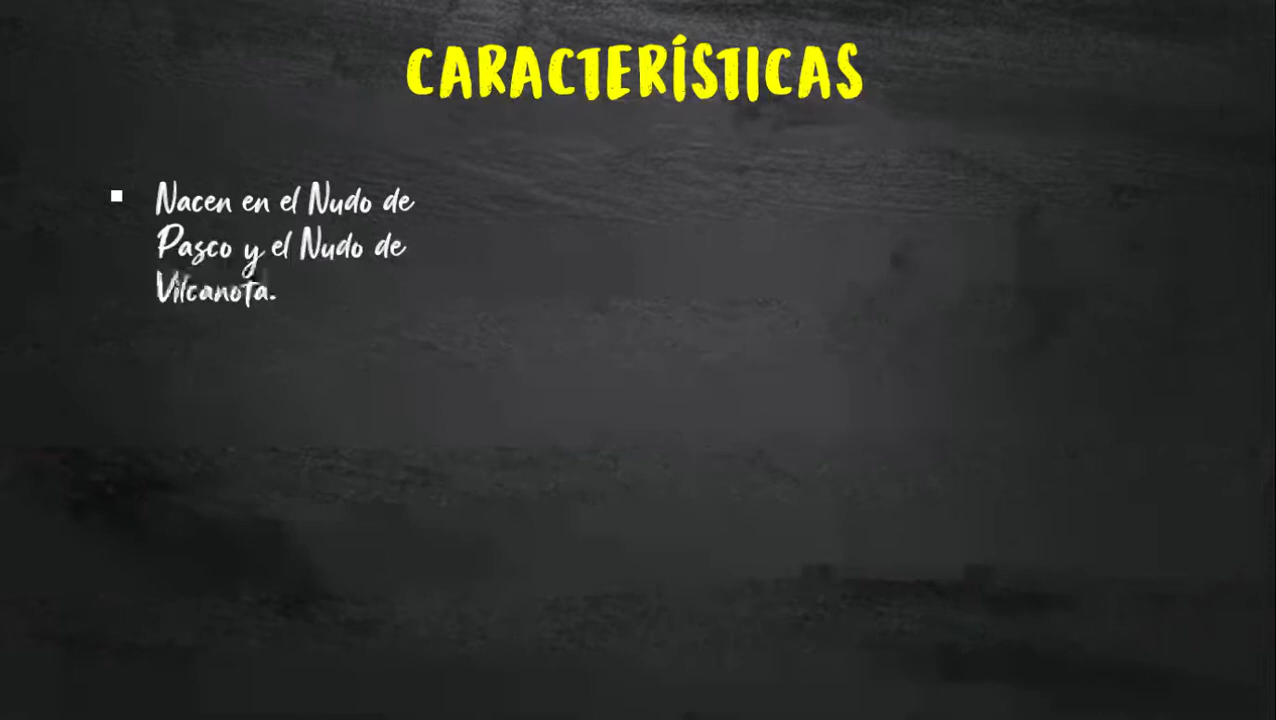 CARACTERÍSTICAS
▪ Nacen en el Nudo de
Pasco y el Nudo de
Vilcanota.